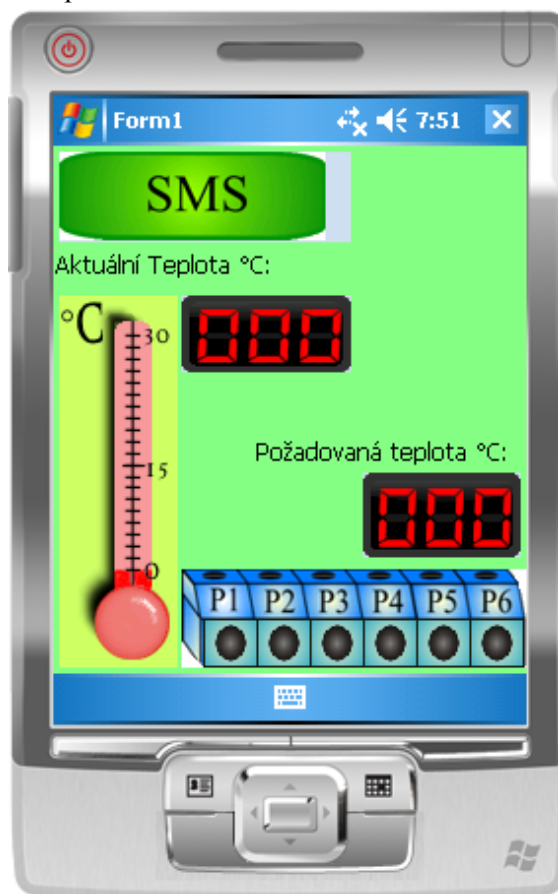 Form1 7:51
SMS
Aktuální Teplota °C:
°C
30
000
15
Požadovaná teplota °C:
000
0
P1 P2 P3 P4 P5 P6